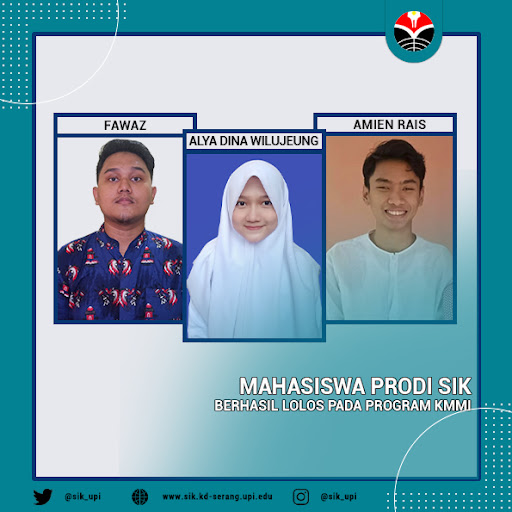 FAWAZ
ALYA DINA WILUJEUNG
AMIEN RAIS
MAHASISWA PRODI SIK
BERHASIL LOLOS PADA PROGRAM KMMI
@sik_upi
www.sik.kd-serang.upi.edu
@sik_upi